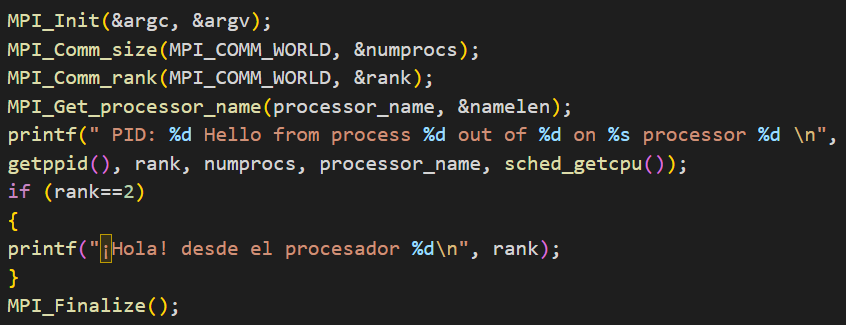 MPI_Init(&argc, &argv);
MPI_Comm_size(MPI_COMM_WORLD, &numprocs);
MPI_Comm_rank(MPI_COMM_WORLD, &rank);
MPI_Get_processor_name(processor_name, &namelen);
printf(" PID: %d Hello from process %d out of %d on %s processor %d \n",
getppid(), rank, numprocs, processor_name, sched_getcpu());
if (rank==2)
{
printf("¡Hola! desde el procesador %d\n", rank);
}
MPI_Finalize();